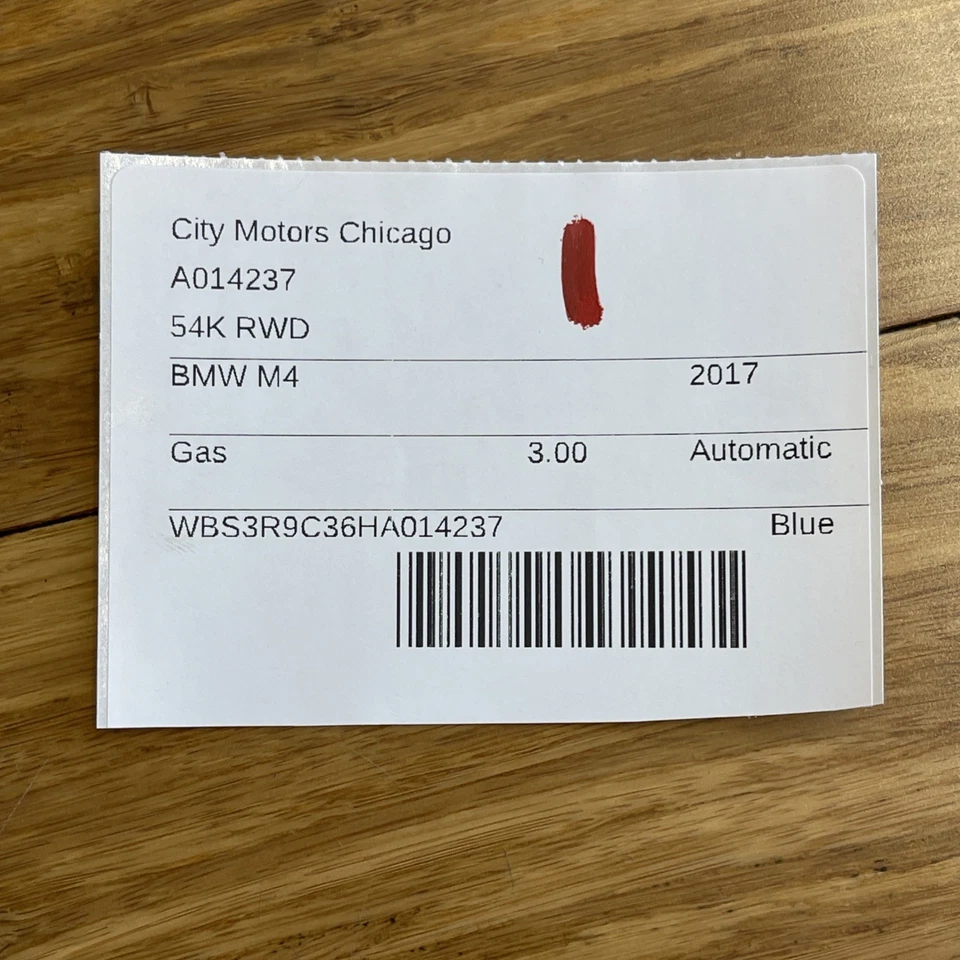 City Motors Chicago
A014237
54K RWD
BMW M4 2017
Gas 3.00 Automatic
WBS3R9C36HA014237 Blue